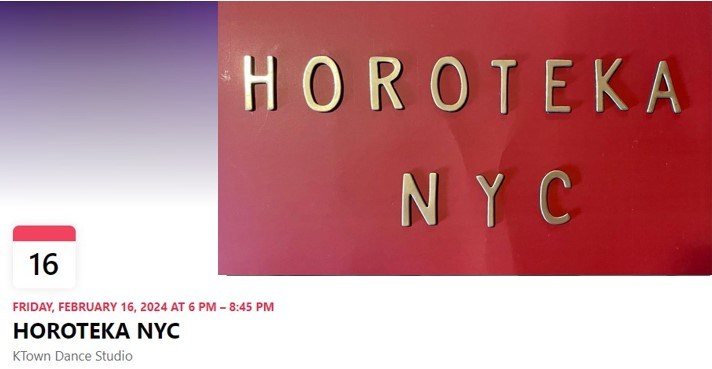 HOROTEKA
NYC
16
FRIDAY, FEBRUARY 16, 2024 AT 6 PM – 8:45 PM
HOROTEKA NYC
KTown Dance Studio